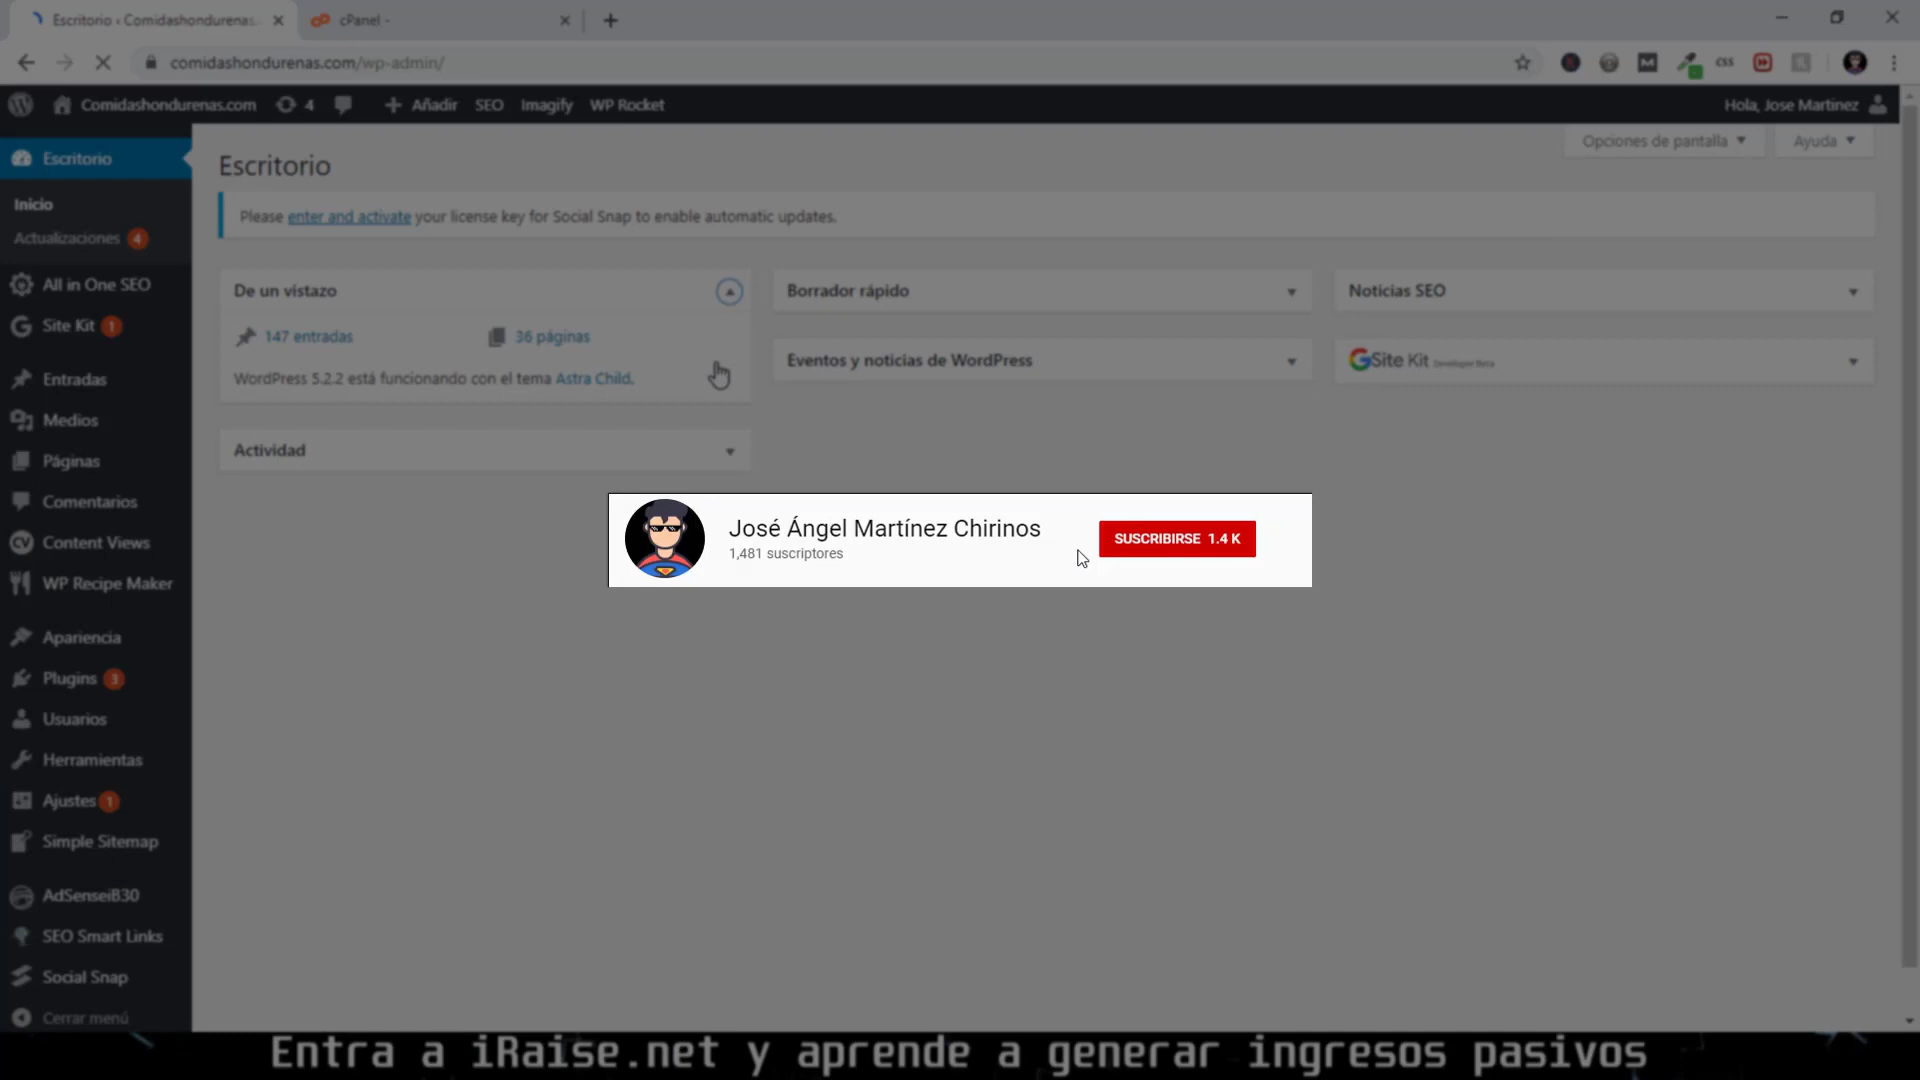 Escritorio ‹ Comidashondurenas.
cPanel -
comidashondurenas.com/wp-admin/
CSS
Comidashondurenas.com 4 Añadir SEO Imagify WP Rocket Hola, Jose Martinez
Opciones de pantalla Ayuda
Escritorio
Inicio
Actualizaciones 4
All in One SEO
Site Kit 1
Entradas
Medios
Páginas
Comentarios
Content Views
WP Recipe Maker
Apariencia
Plugins 3
Usuarios
Herramientas
Ajustes 1
Simple Sitemap
AdSenseiB30
SEO Smart Links
Social Snap
Cerrar menú
Escritorio
Please enter and activate your license key for Social Snap to enable automatic updates.
De un vistazo
147 entradas 36 páginas
WordPress 5.2.2 está funcionando con el tema Astra Child.
Actividad
Borrador rápido
Eventos y noticias de WordPress
Noticias SEO
Site Kit Developer Beta
José Ángel Martínez Chirinos
1,481 suscriptores
SUSCRIBIRSE 1.4 K
Entra a iRaise.net y aprende a generar ingresos pasivos